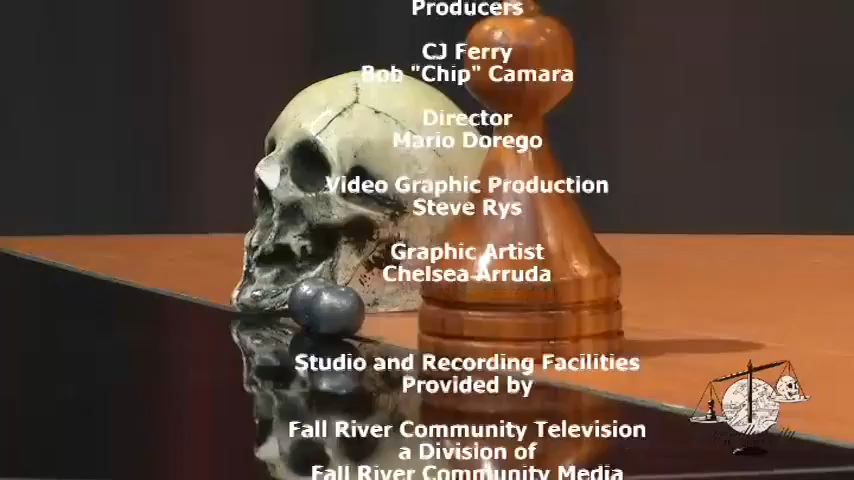 Producers
CJ Ferry
Bob "Chip" Camara
Director
Mario Dorego
Video Graphic Production
Steve Rys
Graphic Artist
Chelsea Arruda
Studio and Recording Facilities
Provided by
Fall River Community Television
a Division of
Fall River Community Media